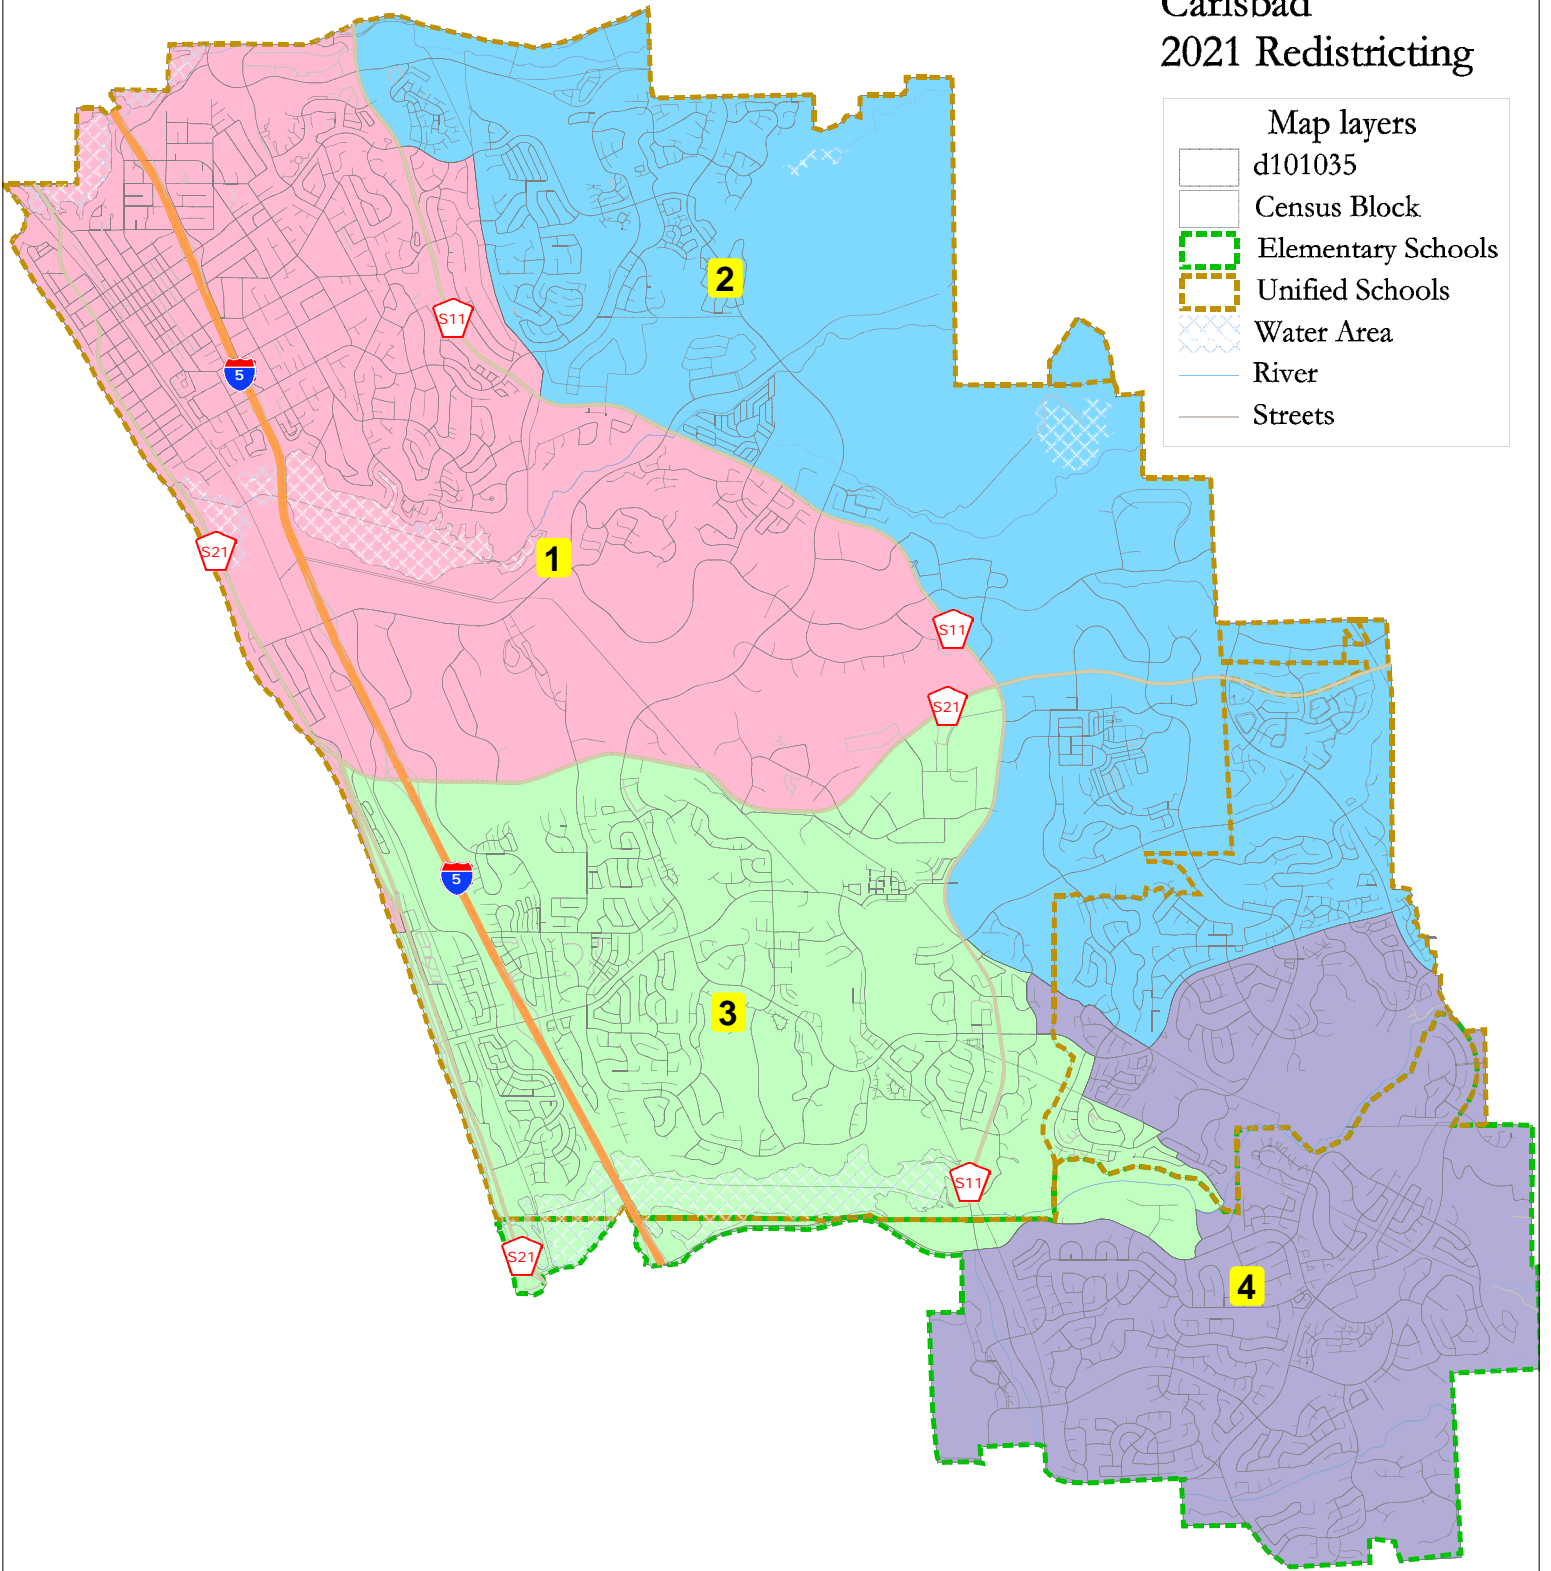 Carlsbad
2021 Redistricting
Map layers
d101035
Census Block
Elementary Schools
Unified Schools
Water Area
River
Streets
2
S11
5
S21
1
S11
S21
5
3
S11
S21
4